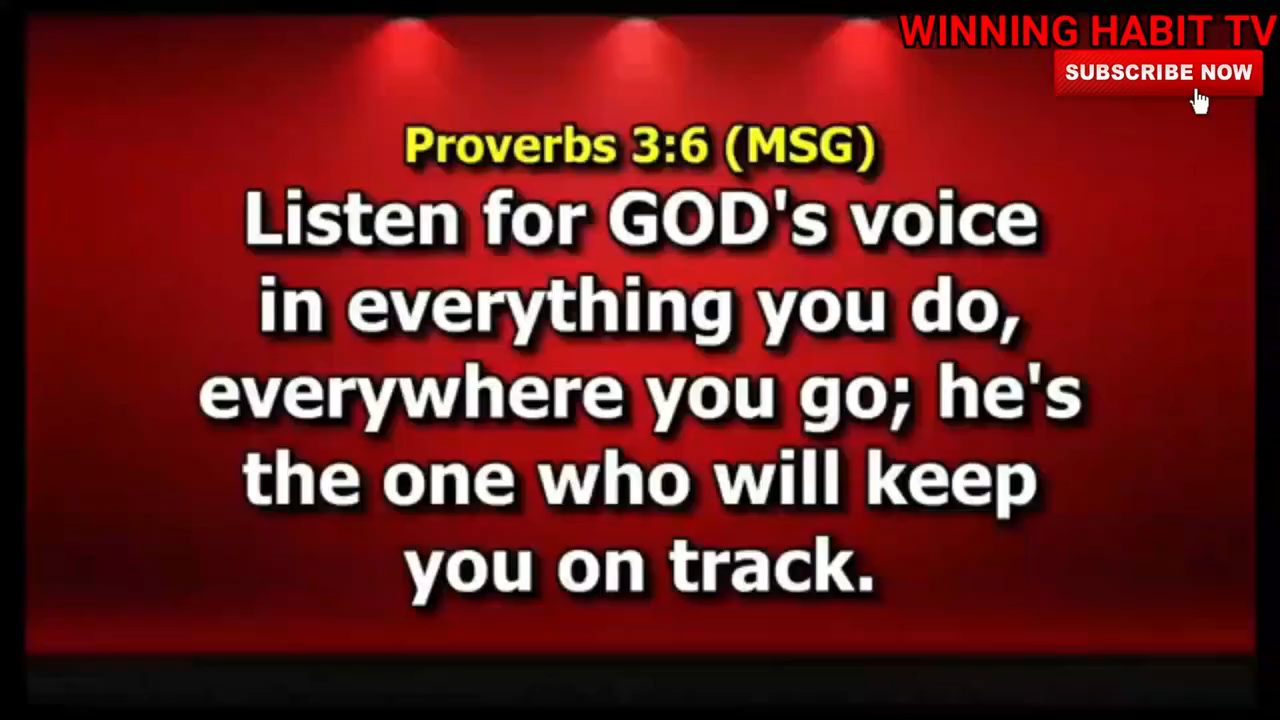 WINNING HABIT TV
SUBSCRIBE NOW
Proverbs 3:6 (MSG)
Listen for GOD's voice
in everything you do,
everywhere you go; he's
the one who will keep
you on track.